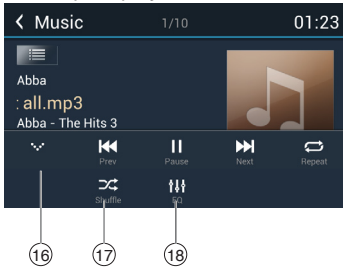 Music
1/10
01:23
Abba
: all.mp3
Abba - The Hits 3
Prev
Pause
Next
Repeat
Shuffle
EQ
16
17
18